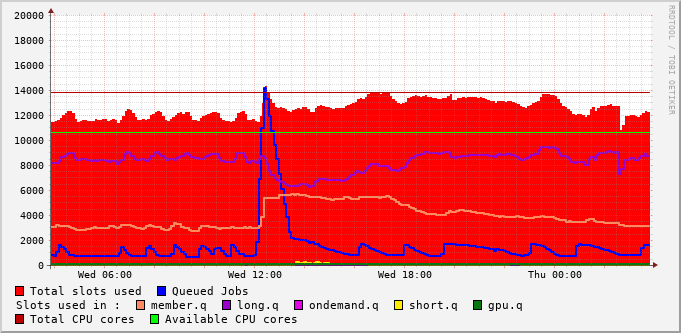 RRDTOOL / TOBI OETIKER
20000
18000
16000
14000
12000
10000
8000
6000
4000
2000
0
Wed 06:00 Wed 12:00 Wed 18:00 Thu 00:00
Total slots used Queued Jobs
Slots used in : member.q long.q ondemand.q short.q gpu.q
Total CPU cores Available CPU cores